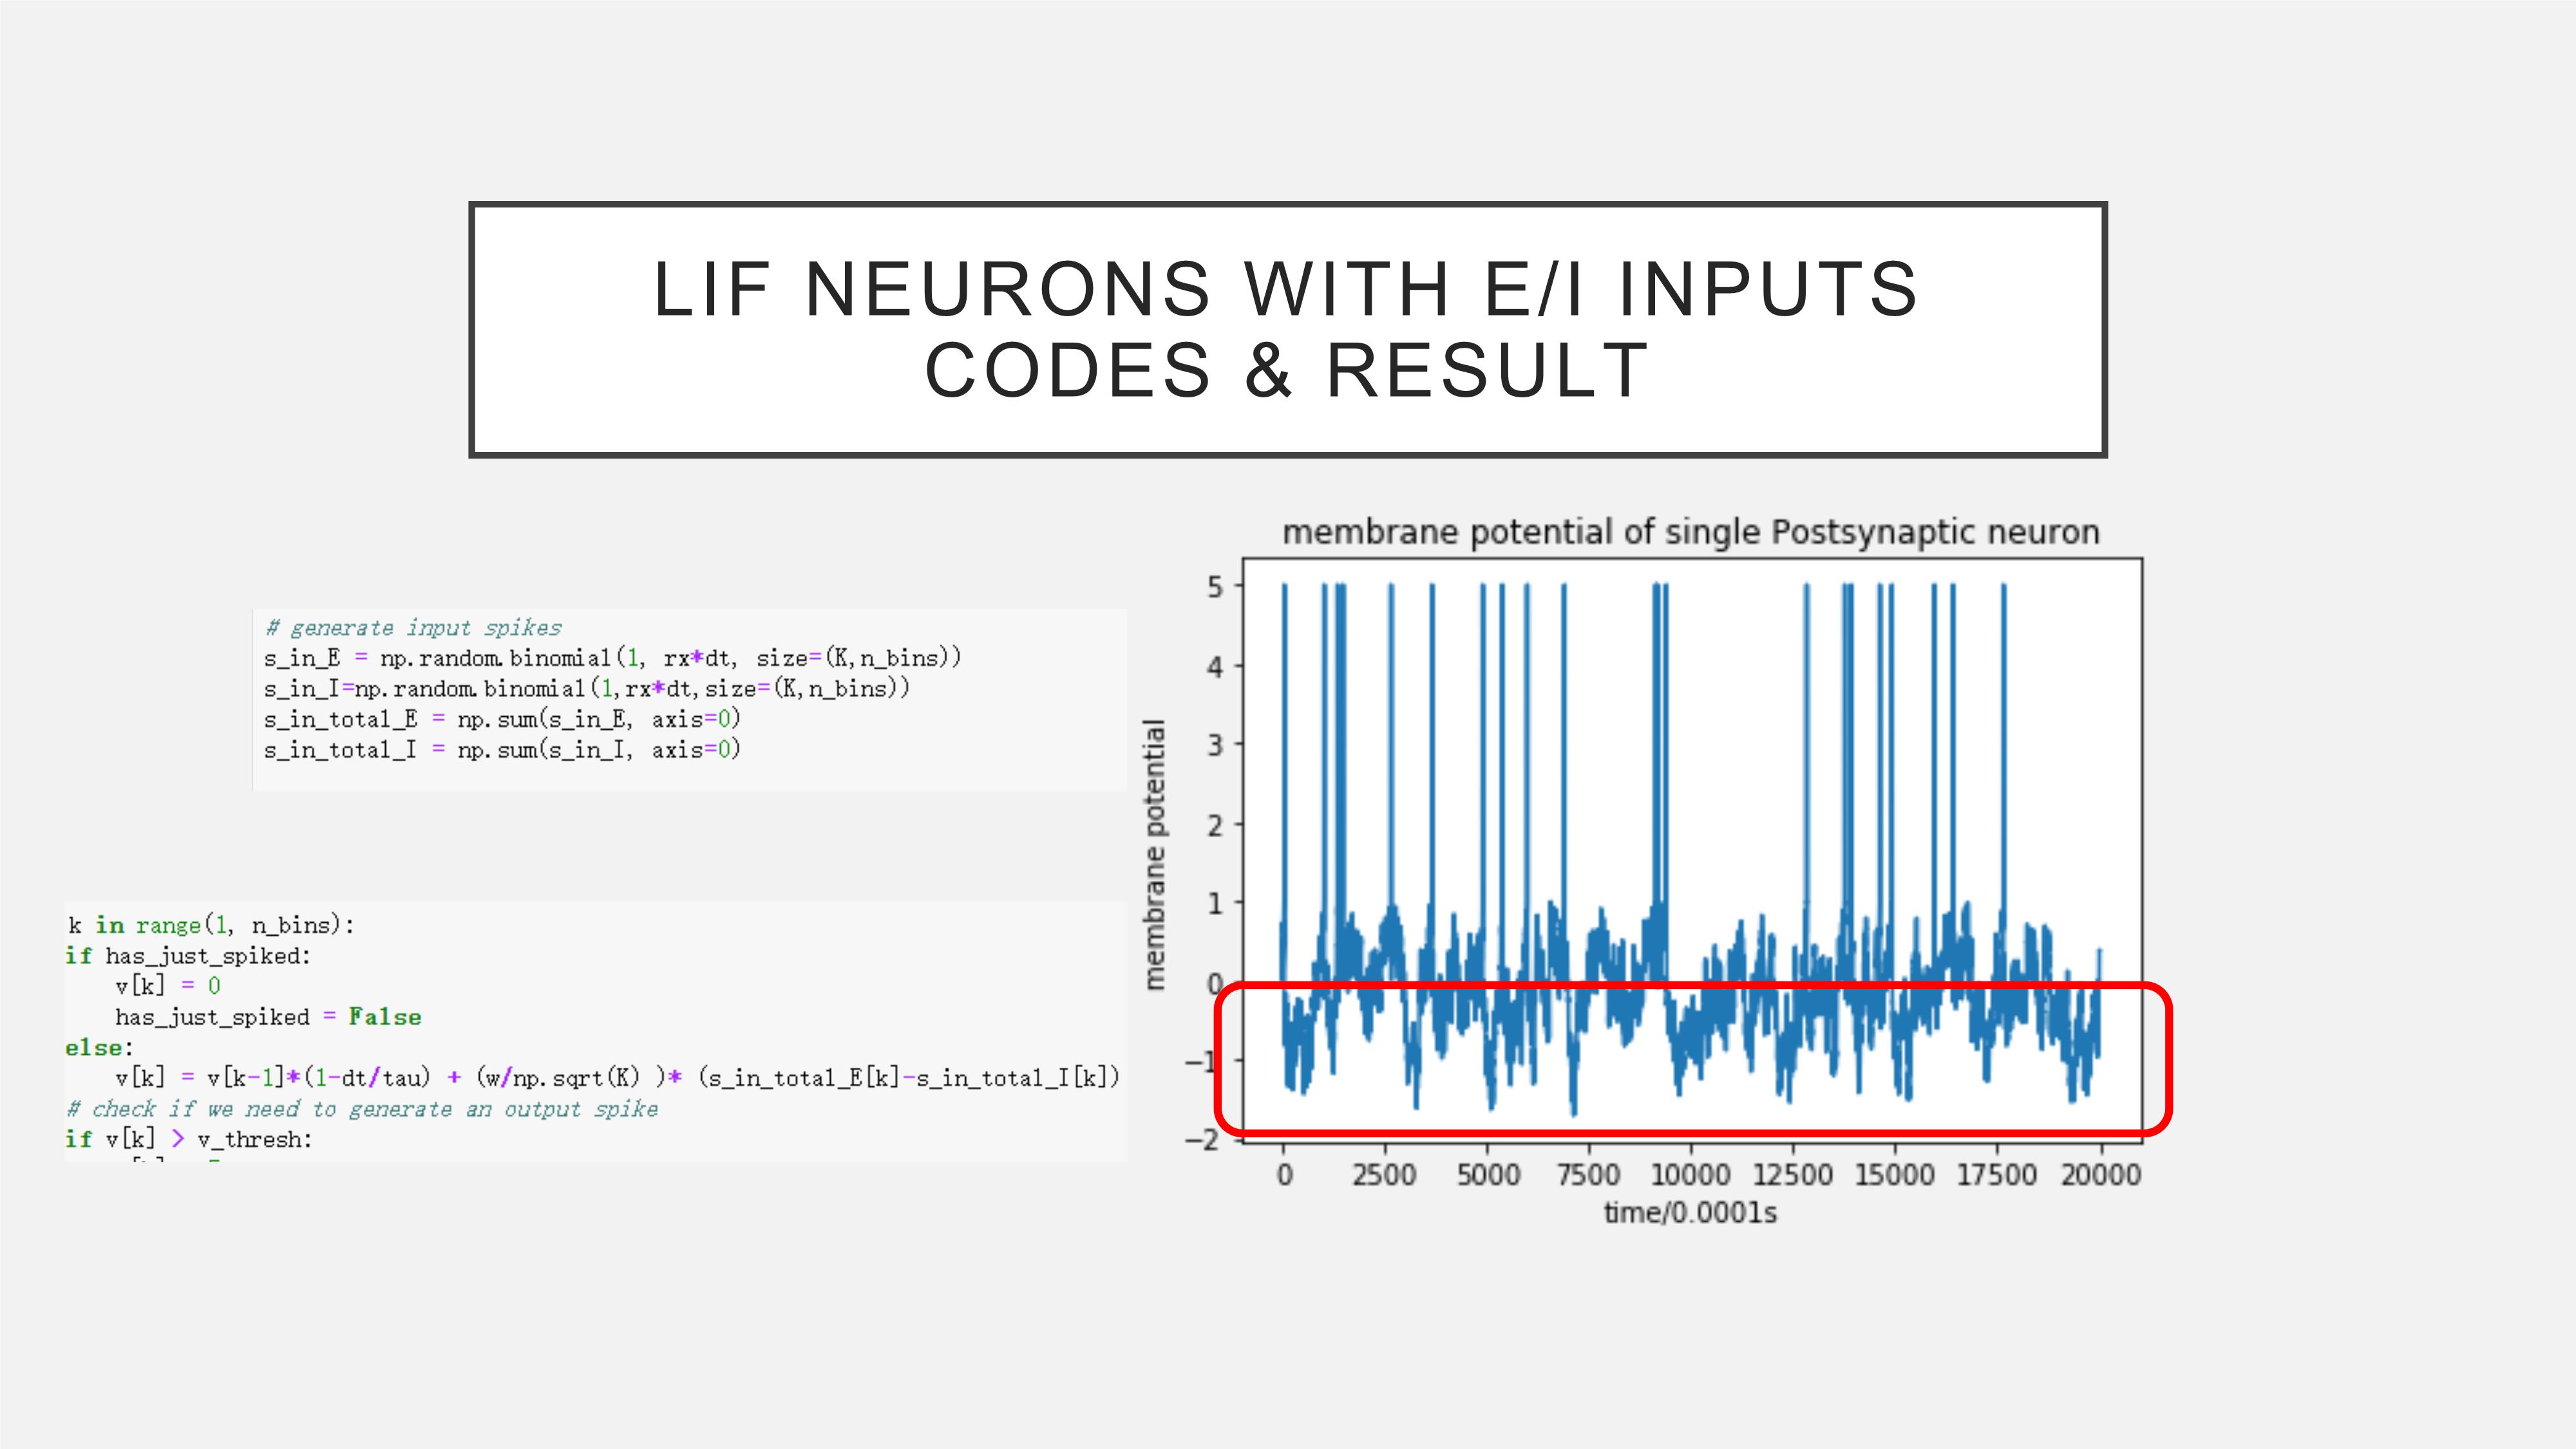 LIF NEURONS WITH E/I INPUTS
CODES & RESULT
# generate input spikes
s_in_E = np.random.binomial(1, rx*dt, size=(K,n_bins))
s_in_I=np.random.binomial(1,rx*dt,size=(K,n_bins))
s_in_total_E = np.sum(s_in_E, axis=0)
s_in_total_I = np.sum(s_in_I, axis=0)
k in range(1, n_bins):
if has_just_spiked:
v[k] = 0
has_just_spiked = False
else:
v[k] = v[k-1]*(1-dt/tau) + (w/np.sqrt(K) )* (s_in_total_E[k]-s_in_total_I[k])
# check if we need to generate an output spike
if v[k] > v_thresh:
membrane potential of single Postsynaptic neuron
membrane potential
5
4
3
2
1
0
−1
−2
0 2500 5000 7500 10000 12500 15000 17500 20000
time/0.0001s